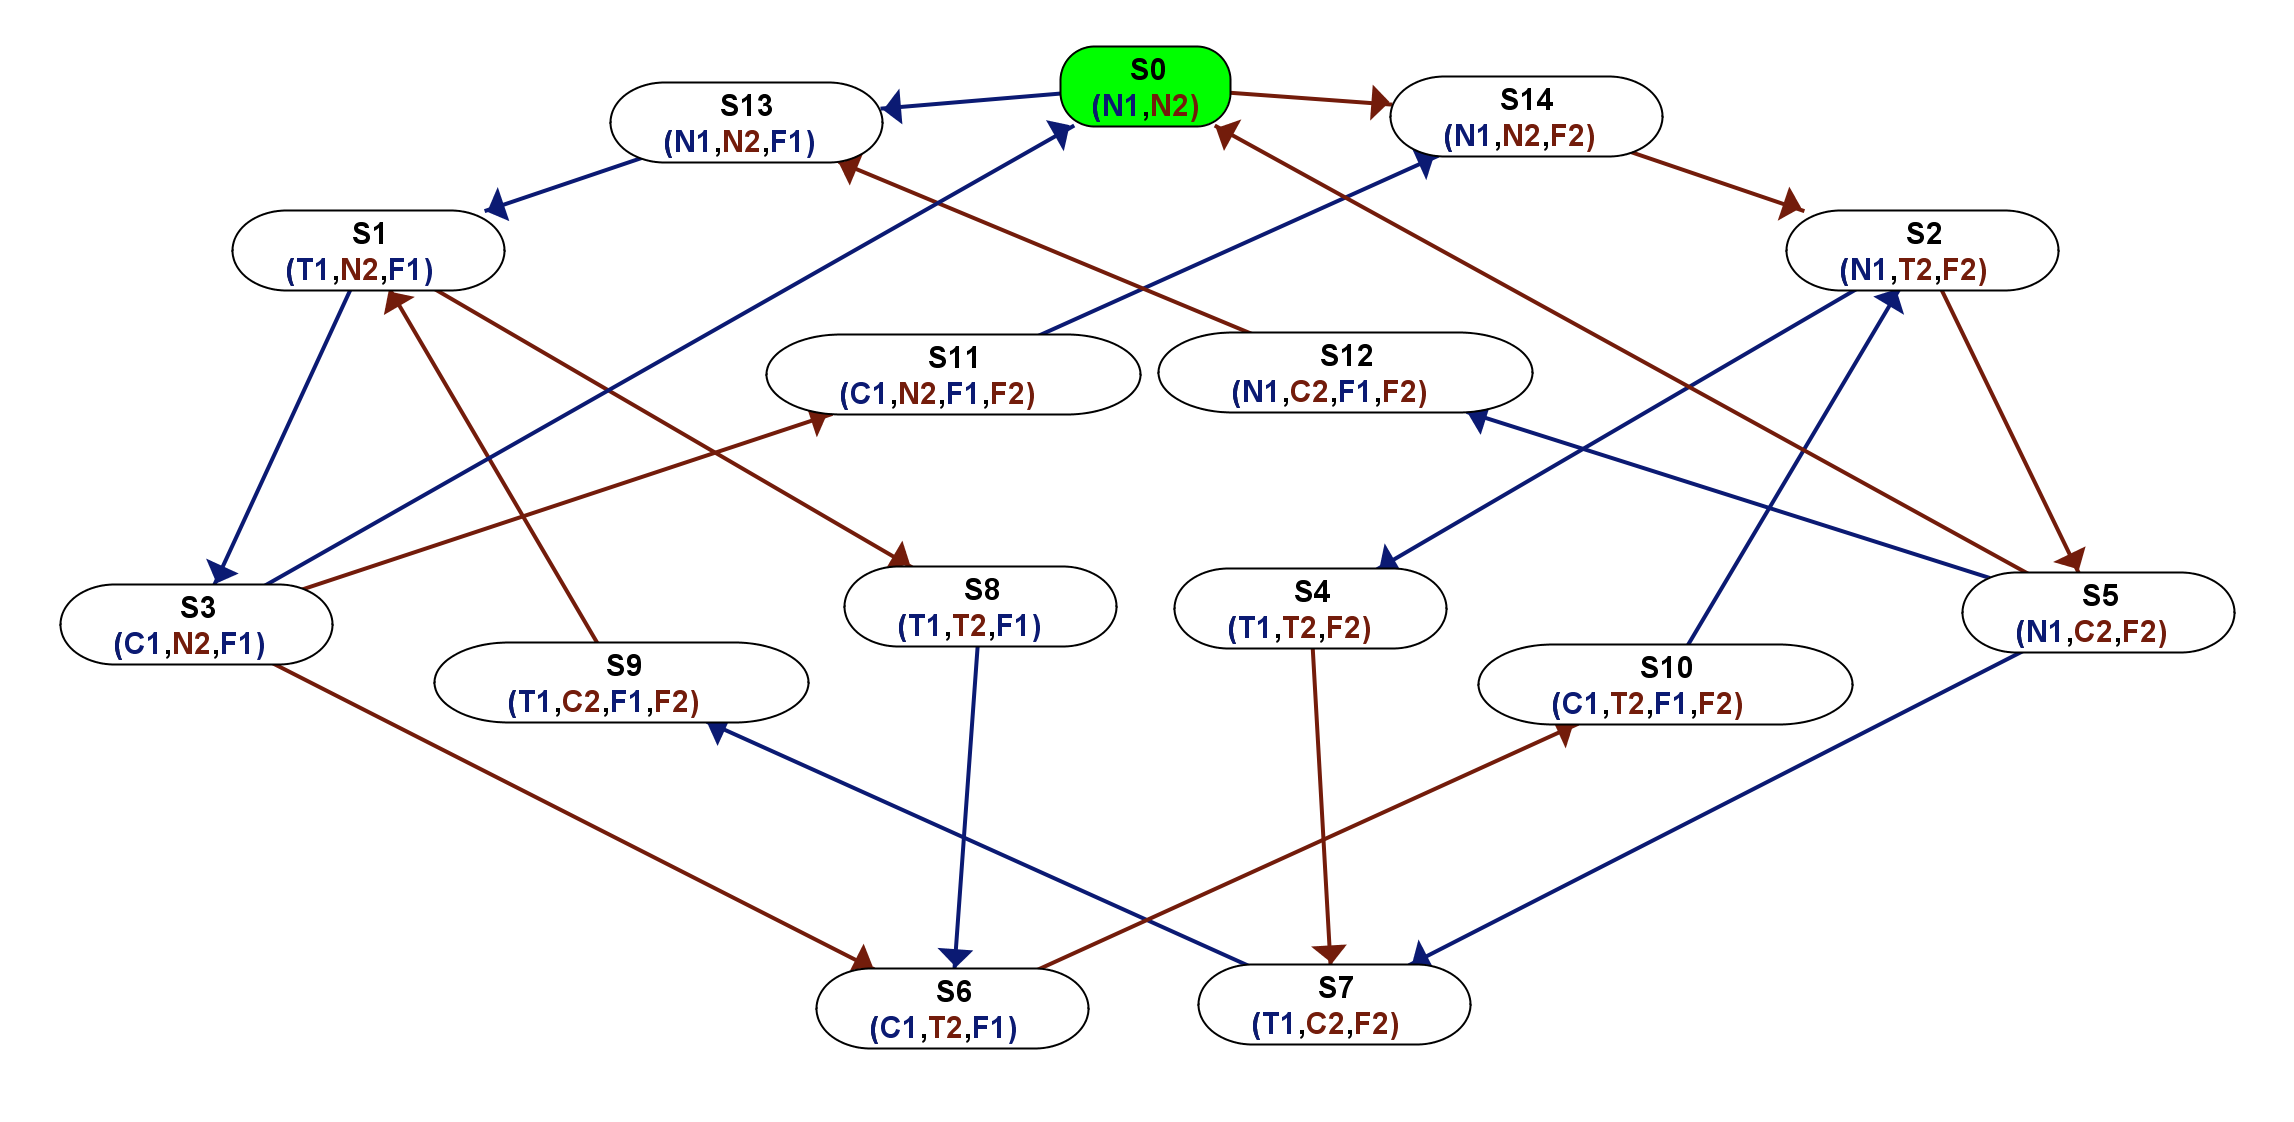 S0
(N1,N2)
S13
(N1,N2,F1)
S14
(N1,N2,F2)
S1
(T1,N2,F1)
S2
(N1,T2,F2)
S11
(C1,N2,F1,F2)
S12
(N1,C2,F1,F2)
S3
(C1,N2,F1)
S8
(T1,T2,F1)
S4
(T1,T2,F2)
S5
(N1,C2,F2)
S9
(T1,C2,F1,F2)
S10
(C1,T2,F1,F2)
S6
(C1,T2,F1)
S7
(T1,C2,F2)